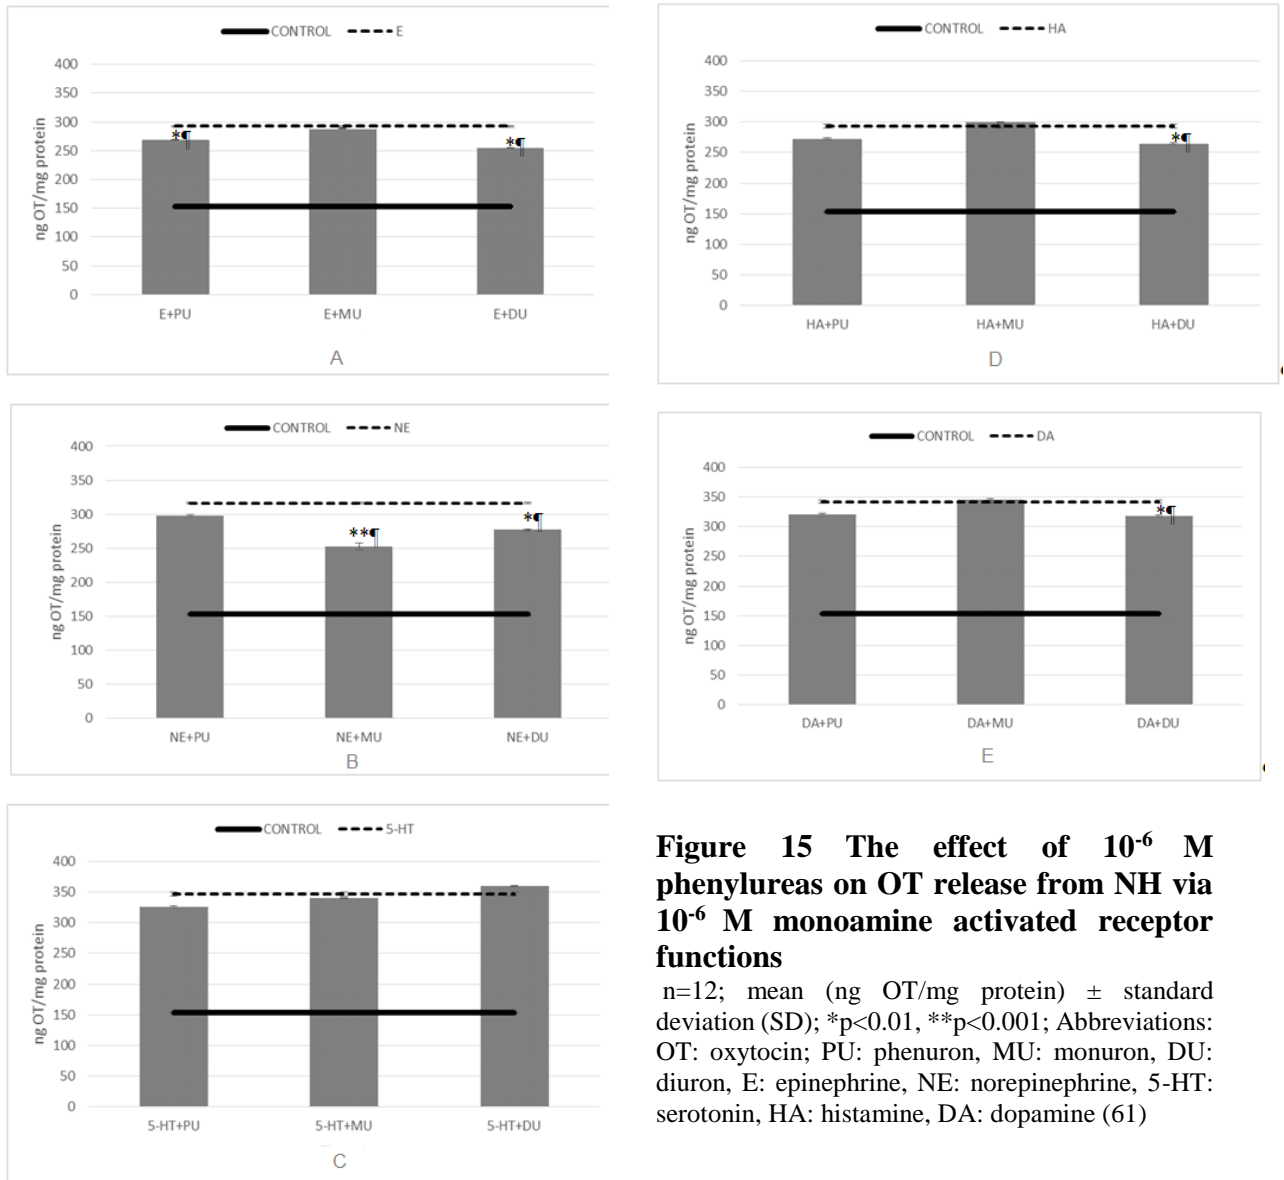 CONTROL E
ng OT/mg protein
400
350
300
250
200
150
100
50
0
*¶
*¶
E+PU E+MU E+DU
A
CONTROL NE
ng OT/mg protein
400
350
300
250
200
150
100
50
0
**¶
*¶
NE+PU NE+MU NE+DU
B
CONTROL 5-HT
ng OT/mg protein
400
350
300
250
200
150
100
50
0
5-HT+PU 5-HT+MU 5-HT+DU
C
CONTROL HA
ng OT/mg protein
400
350
300
250
200
150
100
50
0
*¶
HA+PU HA+MU HA+DU
D
CONTROL DA
ng OT/mg protein
400
350
300
250
200
150
100
50
0
*¶
DA+PU DA+MU DA+DU
E
Figure 15 The effect of 10⁻⁶ M
phenylureas on OT release from NH via
10⁻⁶ M monoamine activated receptor
functions
n=12; mean (ng OT/mg protein) ± standard
deviation (SD); *p<0.01, **p<0.001; Abbreviations:
OT: oxytocin; PU: phenuron, MU: monuron, DU:
diuron, E: epinephrine, NE: norepinephrine, 5-HT:
serotonin, HA: histamine, DA: dopamine (61)